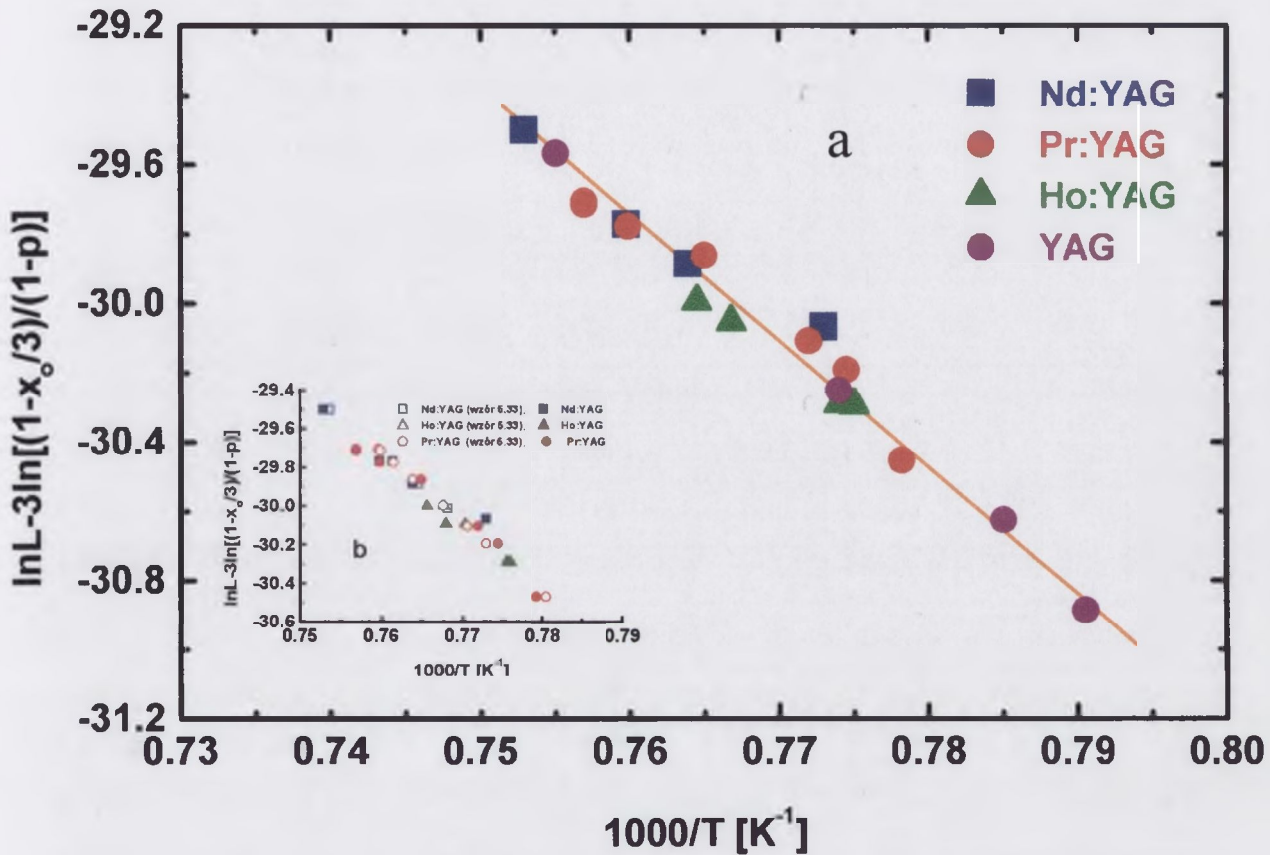 -29.2
-29.6
-30.0
-30.4
-30.8
-31.2
lnL-3ln[(1-x₀/3)/(1-p)]
Nd:YAG
Pr:YAG
Ho:YAG
YAG
a
-29.4
-29.6
-29.8
-30.0
-30.2
-30.4
-30.6
lnL-3ln[(1-x₀/3)/(1-p)]
Nd:YAG (wzór 6.33). Nd:YAG
Ho:YAG (wzór 6.33). Ho:YAG
Pr:YAG (wzór 6.33). Pr:YAG
b
0.75 0.76 0.77 0.78 0.79
1000/T [K⁻¹]
0.73 0.74 0.75 0.76 0.77 0.78 0.79 0.80
1000/T [K⁻¹]